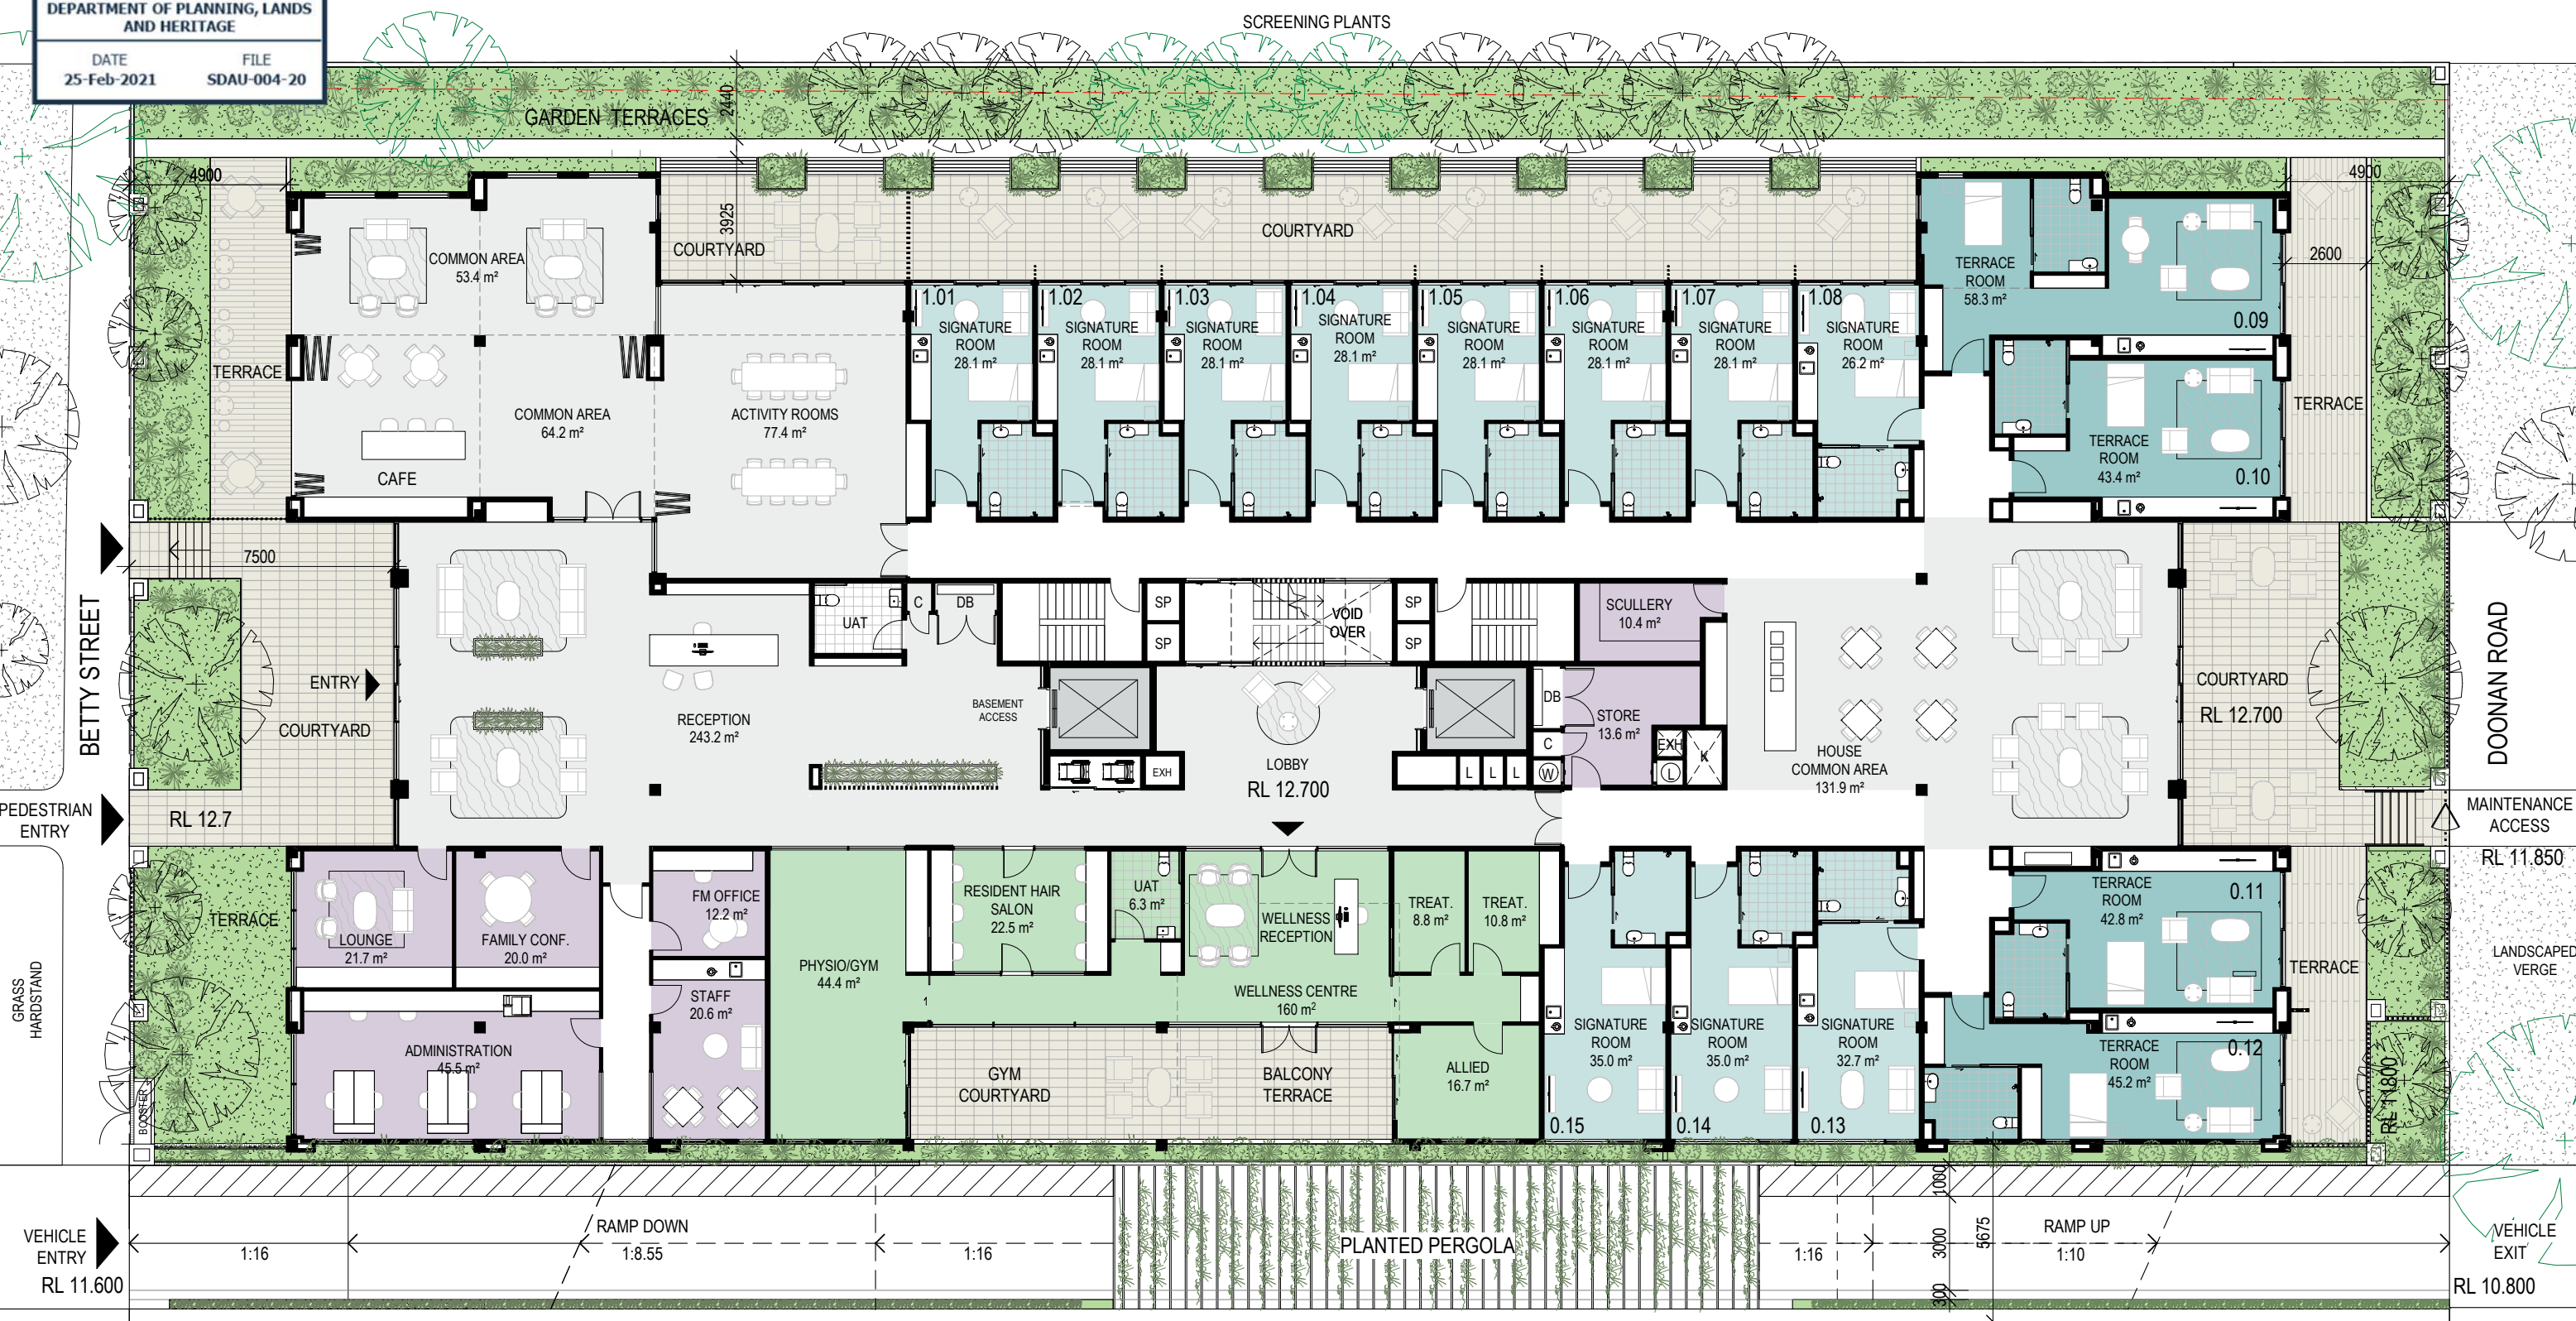 DEPARTMENT OF PLANNING, LANDS
AND HERITAGE
DATE
FILE
25-Feb-2021
SDAU-004-20
SCREENING PLANTS
GARDEN TERRACES
2440
4900
3925
COURTYARD
COURTYARD
4900
2600
COMMON AREA
53.4 m²
TERRACE
COMMON AREA
64.2 m²
CAFE
ACTIVITY ROOMS
77.4 m²
1.01
SIGNATURE
ROOM
28.1 m²
1.02
SIGNATURE
ROOM
28.1 m²
1.03
SIGNATURE
ROOM
28.1 m²
1.04
SIGNATURE
ROOM
28.1 m²
1.05
SIGNATURE
ROOM
28.1 m²
1.06
SIGNATURE
ROOM
28.1 m²
1.07
SIGNATURE
ROOM
28.1 m²
1.08
SIGNATURE
ROOM
26.2 m²
TERRACE
ROOM
58.3 m²
0.09
TERRACE
ROOM
43.4 m²
0.10
TERRACE
7500
BETTY STREET
ENTRY
COURTYARD
RL 12.7
PEDESTRIAN
ENTRY
RECEPTION
243.2 m²
UAT
C
DB
BASEMENT
ACCESS
SP
SP
VOID
OVER
SP
SP
EXH
LOBBY
RL 12.700
L
L
L
SCULLERY
10.4 m²
DB
STORE
13.6 m²
C
W
EXH
L
K
HOUSE
COMMON AREA
131.9 m²
COURTYARD
RL 12.700
DOONAN ROAD
MAINTENANCE
ACCESS
RL 11.850
LANDSCAPED
VERGE
GRASS
HARDSTAND
TERRACE
LOUNGE
21.7 m²
FAMILY CONF.
20.0 m²
FM OFFICE
12.2 m²
STAFF
20.6 m²
ADMINISTRATION
45.5 m²
BOOSTER
PHYSIO/GYM
44.4 m²
RESIDENT HAIR
SALON
22.5 m²
UAT
6.3 m²
WELLNESS
RECEPTION
TREAT.
8.8 m²
TREAT.
10.8 m²
WELLNESS CENTRE
160 m²
GYM
COURTYARD
BALCONY
TERRACE
ALLIED
16.7 m²
SIGNATURE
ROOM
35.0 m²
0.15
SIGNATURE
ROOM
35.0 m²
0.14
SIGNATURE
ROOM
32.7 m²
0.13
TERRACE
ROOM
42.8 m²
0.11
TERRACE
ROOM
45.2 m²
0.12
TERRACE
VEHICLE
ENTRY
RL 11.600
1:16
RAMP DOWN
1:8.55
1:16
PLANTED PERGOLA
1:16
1000
3000
300
5675
RAMP UP
1:10
VEHICLE
EXIT
RL 10.800